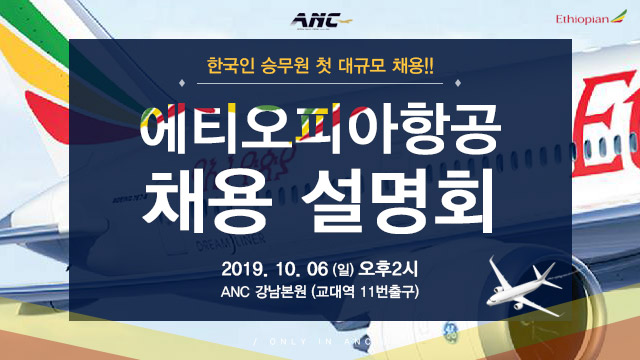 ANC
Ethiopian
한국인 승무원 첫 대규모 채용!!
에티오피아항공
채용 설명회
2019. 10. 06 (일) 오후2시
ANC 강남본원 (교대역 11번출구)
/ ONLY IN ANC /